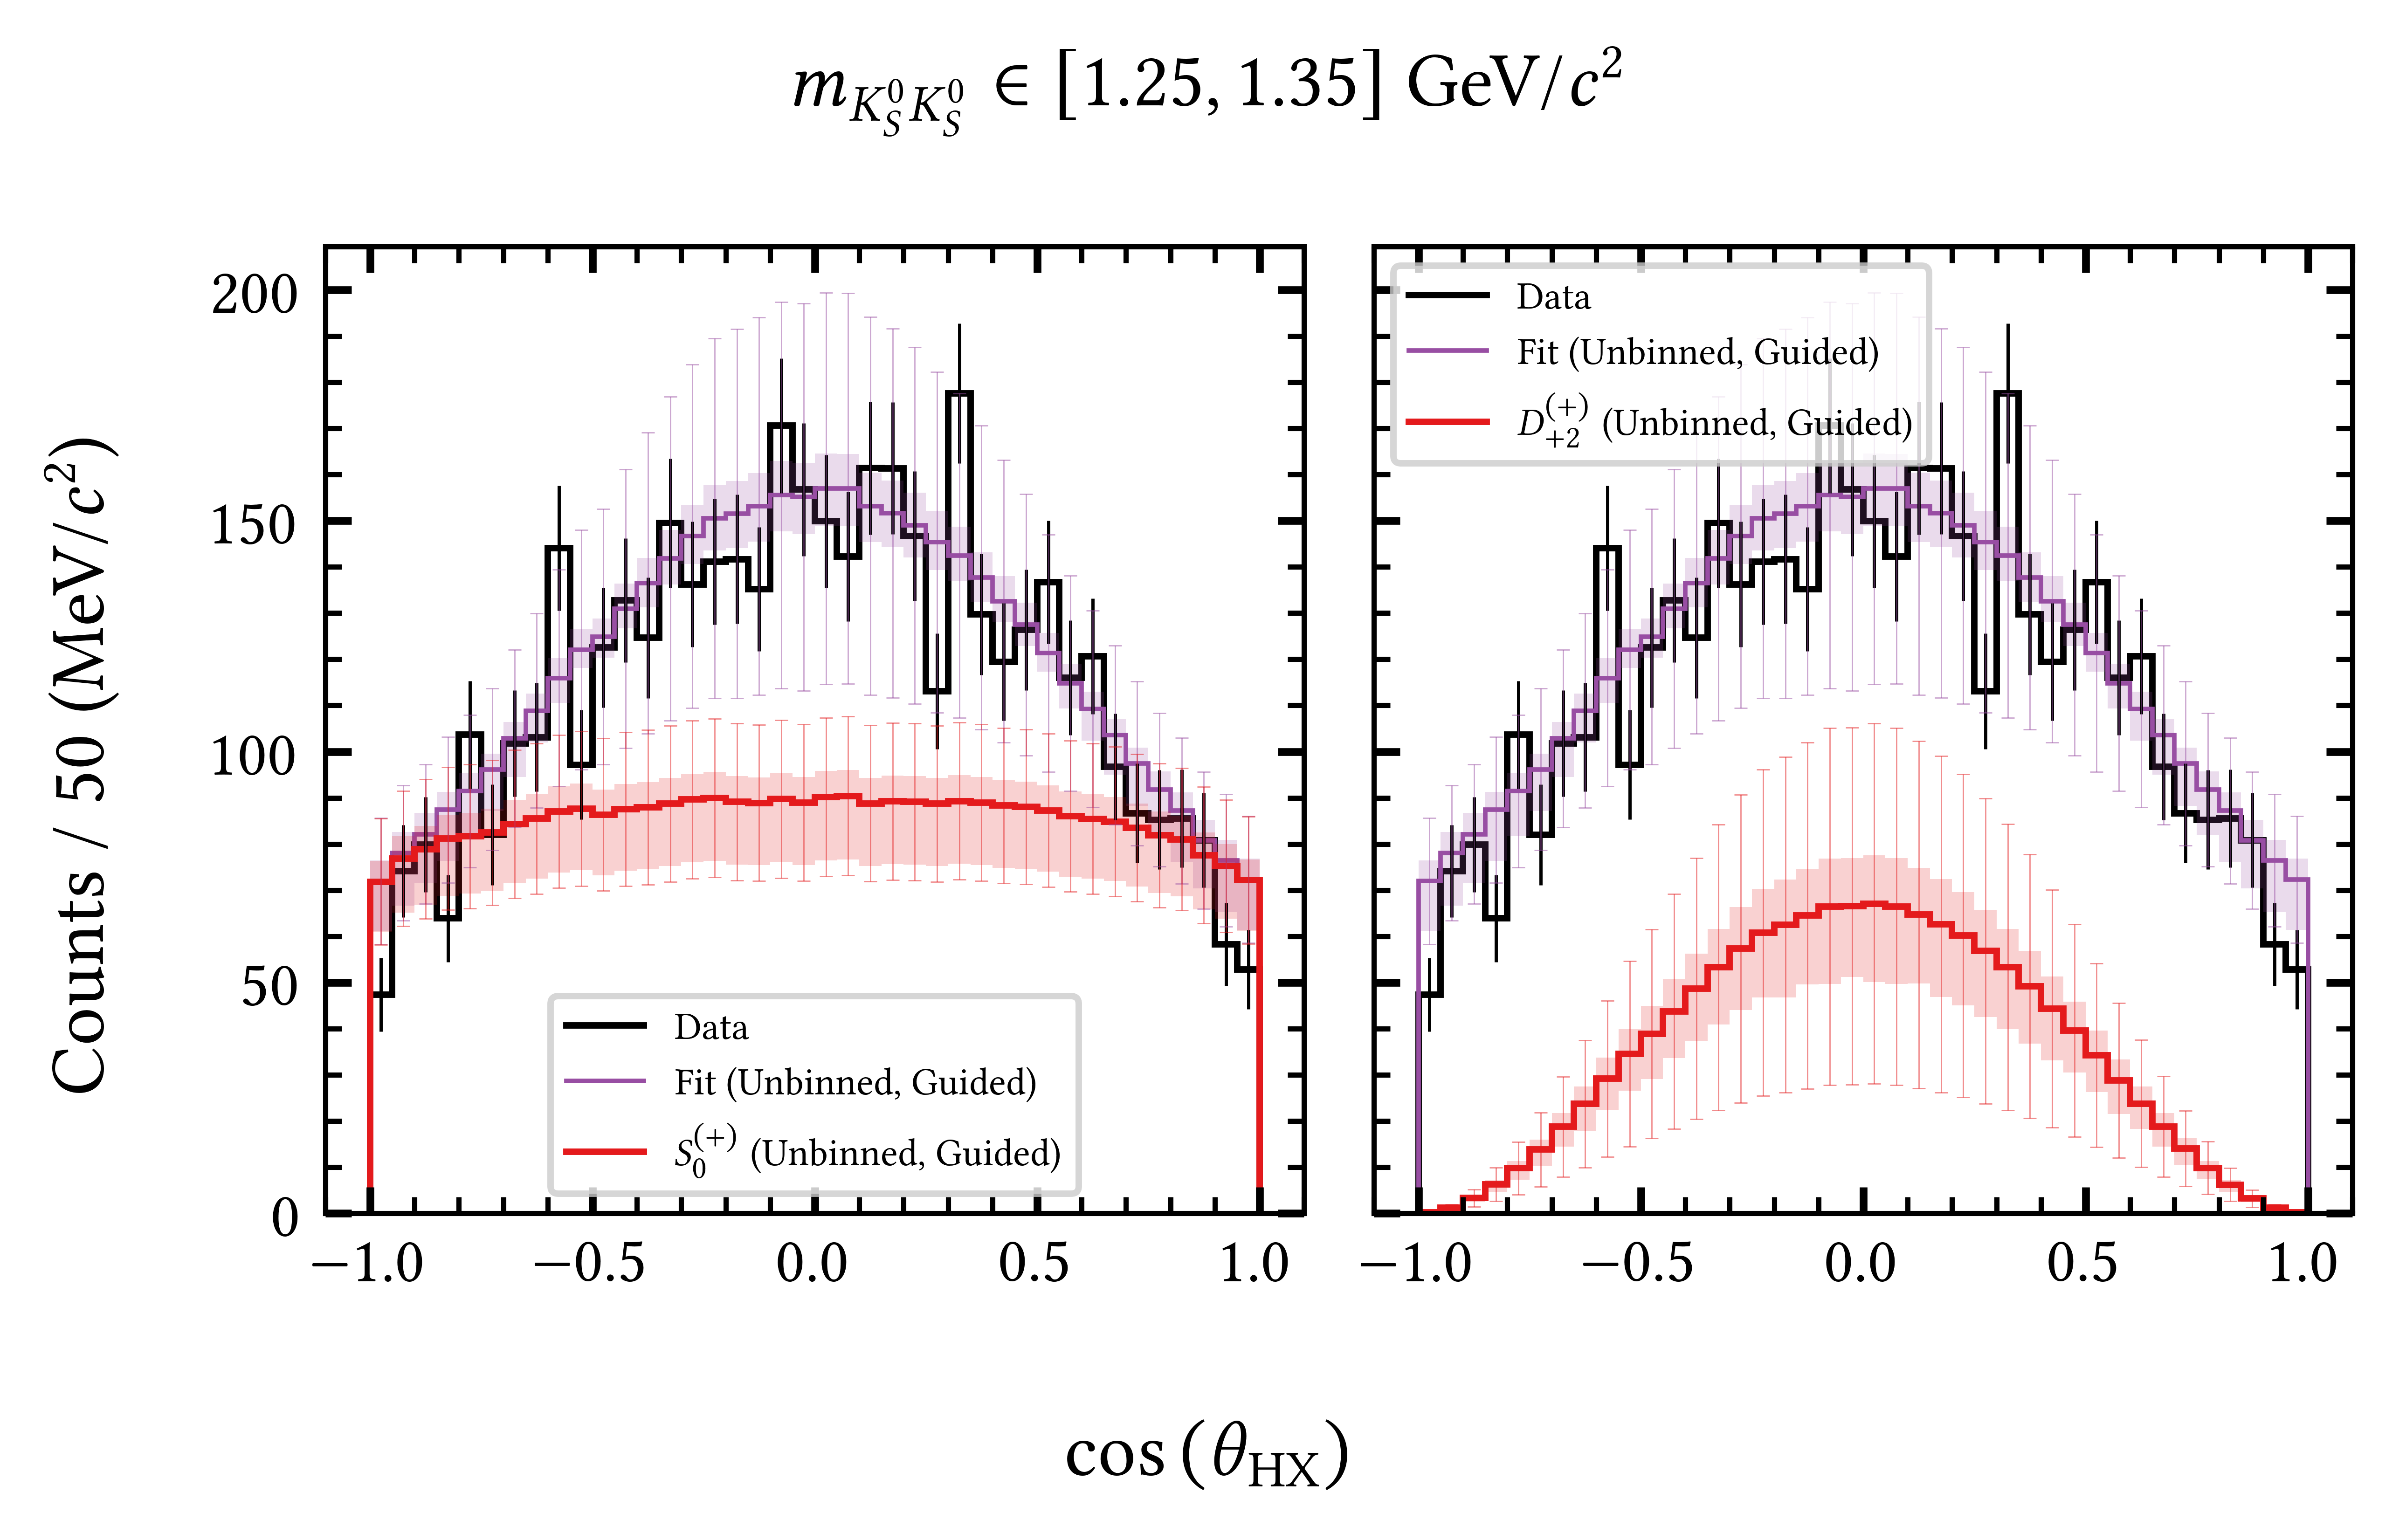 m_{K_S^0 K_S^0} ∈ [1.25, 1.35] GeV/c²
Counts / 50 (MeV/c²)
200
150
100
50
0
Data
Fit (Unbinned, Guided)
S_0^{(+)} (Unbinned, Guided)
−1.0 −0.5 0.0 0.5 1.0
Data
Fit (Unbinned, Guided)
D_{+2}^{(+)} (Unbinned, Guided)
−1.0 −0.5 0.0 0.5 1.0
cos (θ_HX)